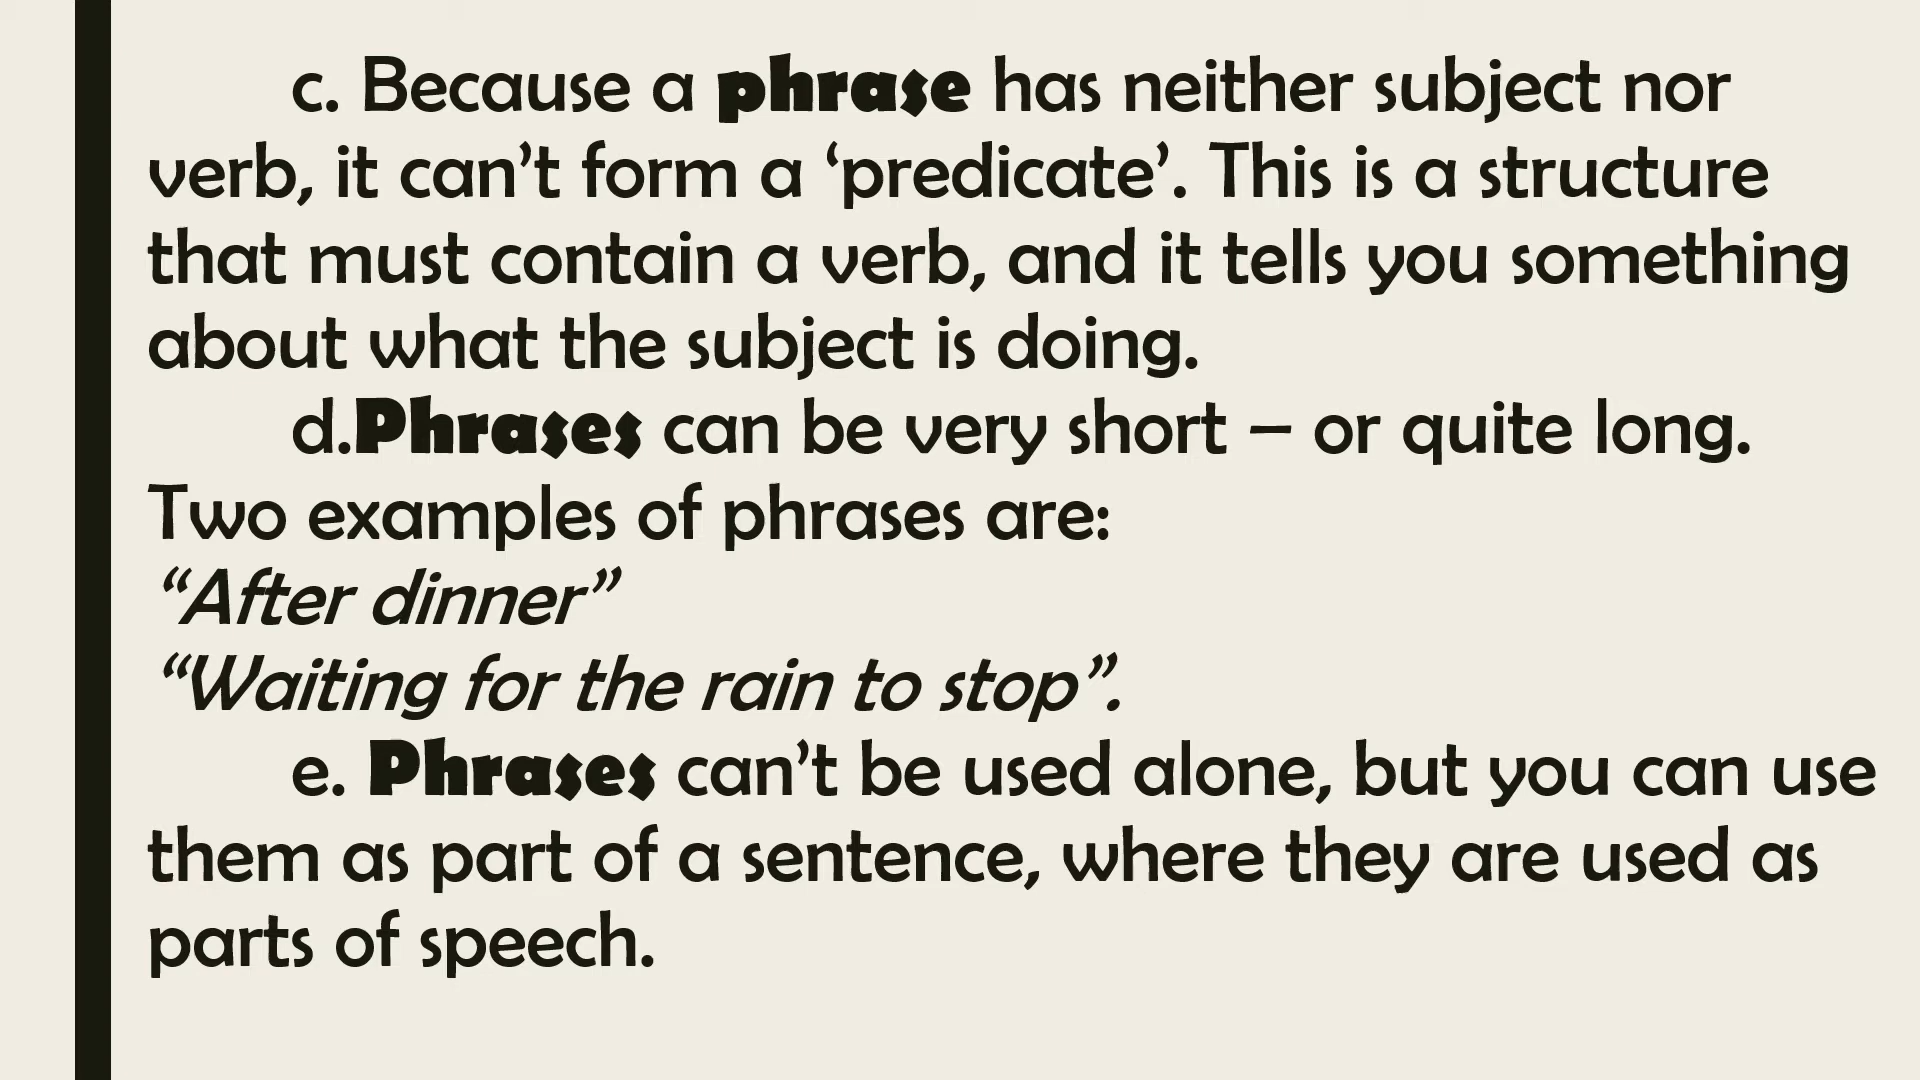 c. Because a phrase has neither subject nor
verb, it can’t form a ‘predicate’. This is a structure
that must contain a verb, and it tells you something
about what the subject is doing.
d.Phrases can be very short – or quite long.
Two examples of phrases are:
“After dinner”
“Waiting for the rain to stop”.
e. Phrases can’t be used alone, but you can use
them as part of a sentence, where they are used as
parts of speech.